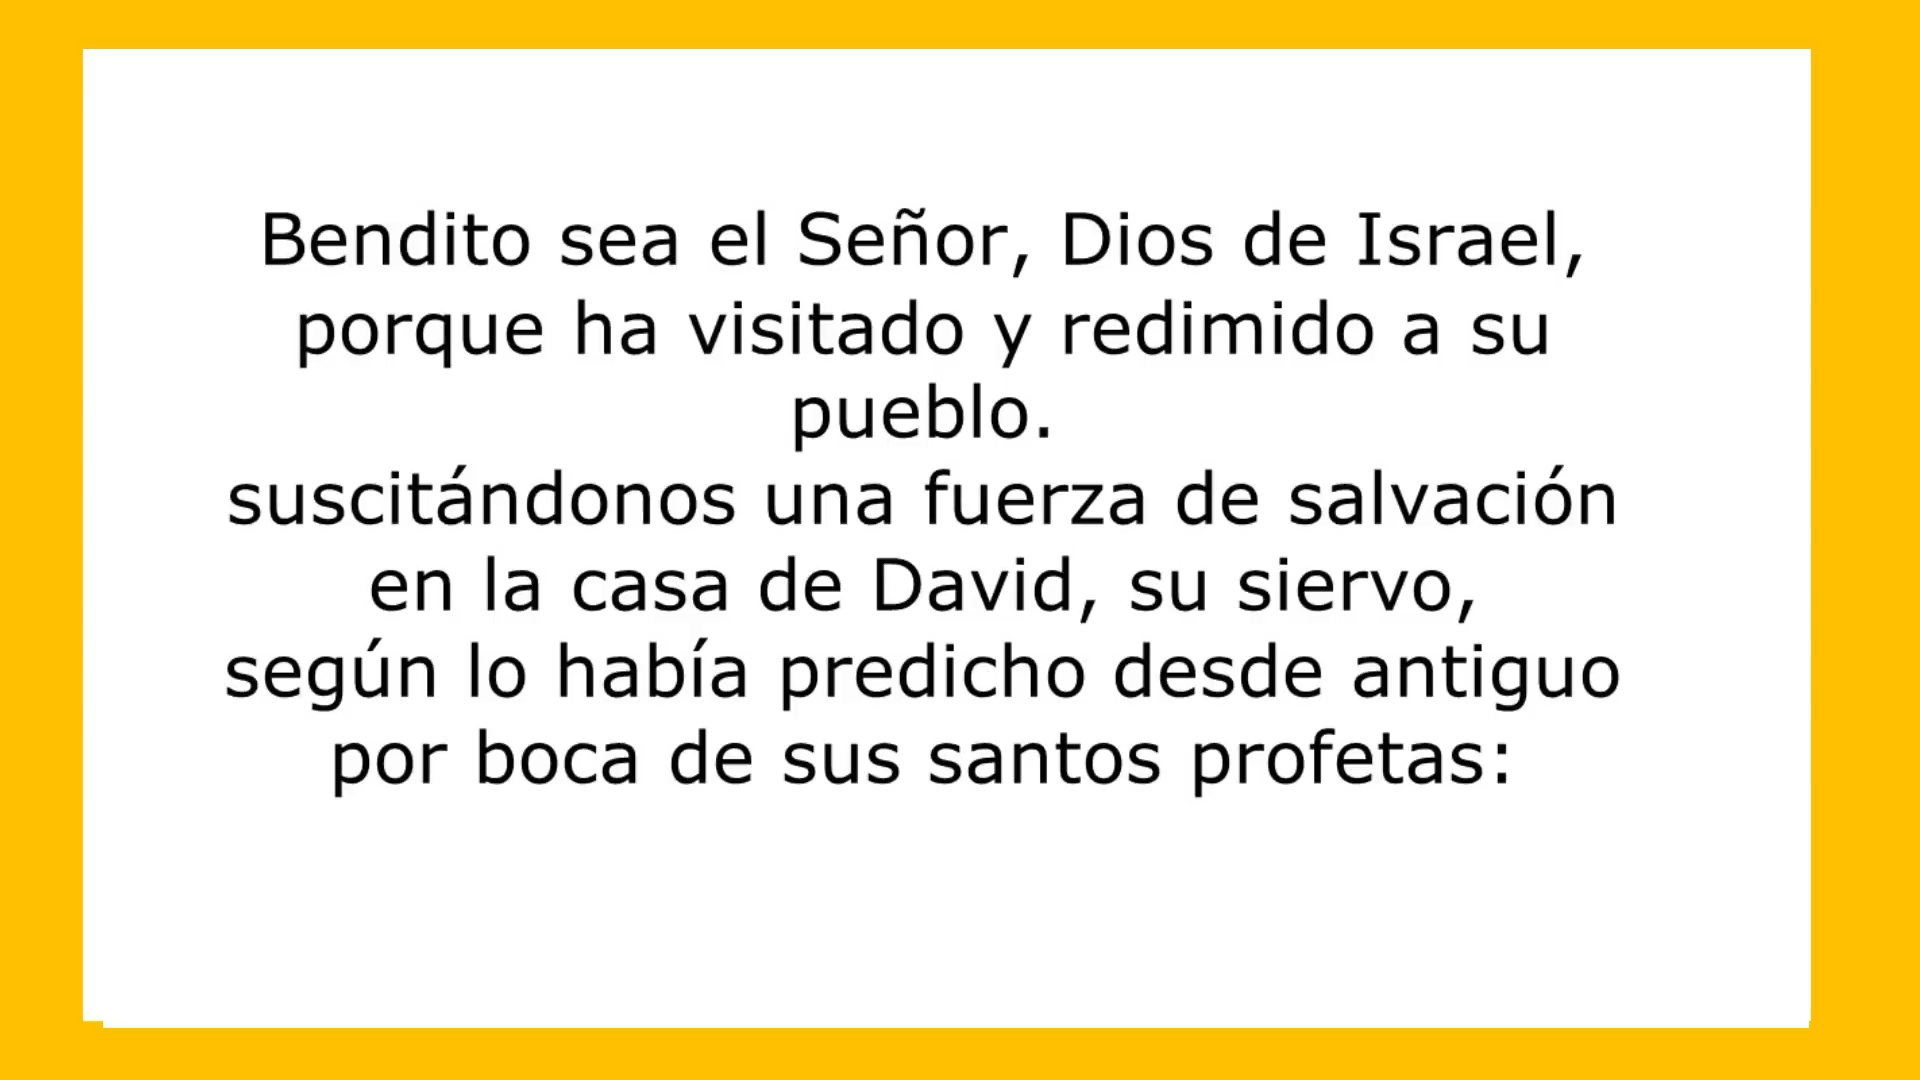 Bendito sea el Señor, Dios de Israel,
porque ha visitado y redimido a su
pueblo.
suscitándonos una fuerza de salvación
en la casa de David, su siervo,
según lo había predicho desde antiguo
por boca de sus santos profetas: